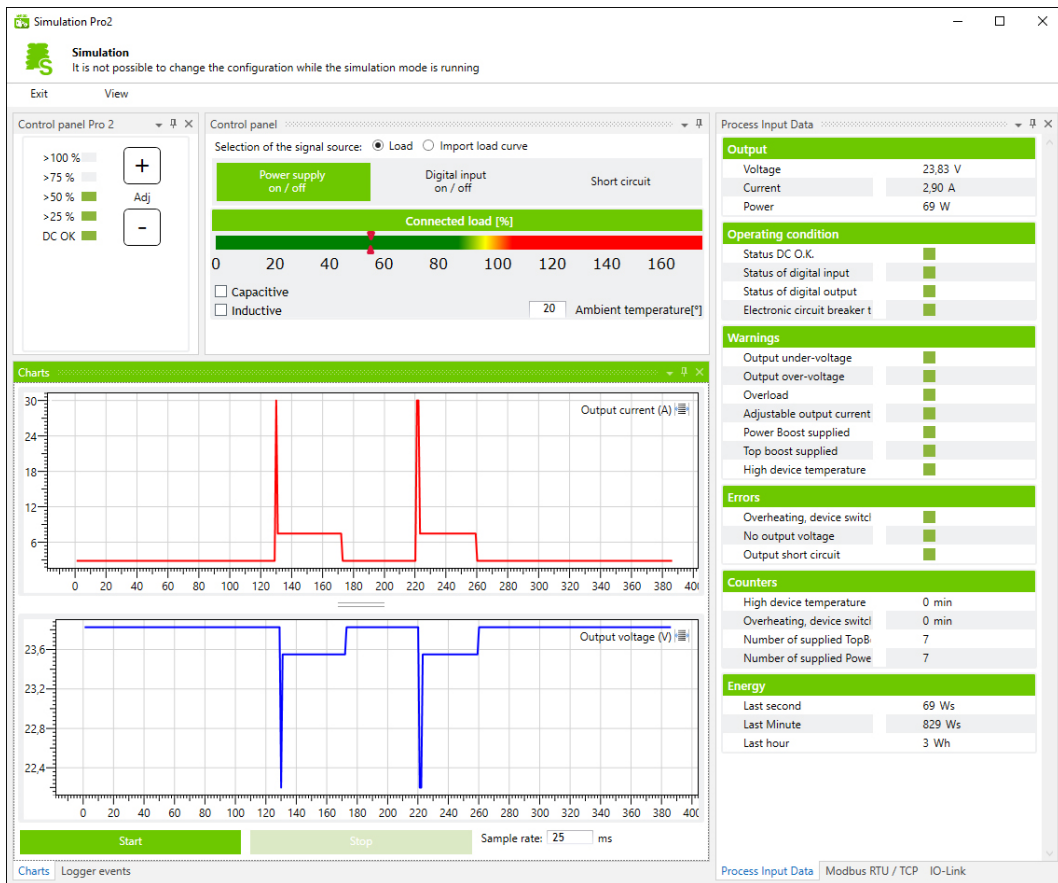 Simulation Pro2
Simulation
It is not possible to change the configuration while the simulation mode is running
Exit View
Control panel Pro 2
>100 %
>75 %
>50 %
>25 %
DC OK
+
Adj
-
Control panel
Selection of the signal source: Load Import load curve
Power supply on / off
Digital input on / off
Short circuit
Connected load [%]
0 20 40 60 80 100 120 140 160
Capacitive
Inductive
20 Ambient temperature[°]
Charts
Output current (A)
30
24
18
12
6
0 20 40 60 80 100 120 140 160 180 200 220 240 260 280 300 320 340 360 380 400
Output voltage (V)
23,6
23,2
22,8
22,4
0 20 40 60 80 100 120 140 160 180 200 220 240 260 280 300 320 340 360 380 400
Start Stop Sample rate: 25 ms
Charts Logger events
Process Input Data
Output
Voltage 23,83 V
Current 2,90 A
Power 69 W
Operating condition
Status DC O.K.
Status of digital input
Status of digital output
Electronic circuit breaker t
Warnings
Output under-voltage
Output over-voltage
Overload
Adjustable output current
Power Boost supplied
Top boost supplied
High device temperature
Errors
Overheating, device switcl
No output voltage
Output short circuit
Counters
High device temperature 0 min
Overheating, device switcl 0 min
Number of supplied TopB 7
Number of supplied Powe 7
Energy
Last second 69 Ws
Last Minute 829 Ws
Last hour 3 Wh
Process Input Data Modbus RTU / TCP IO-Link